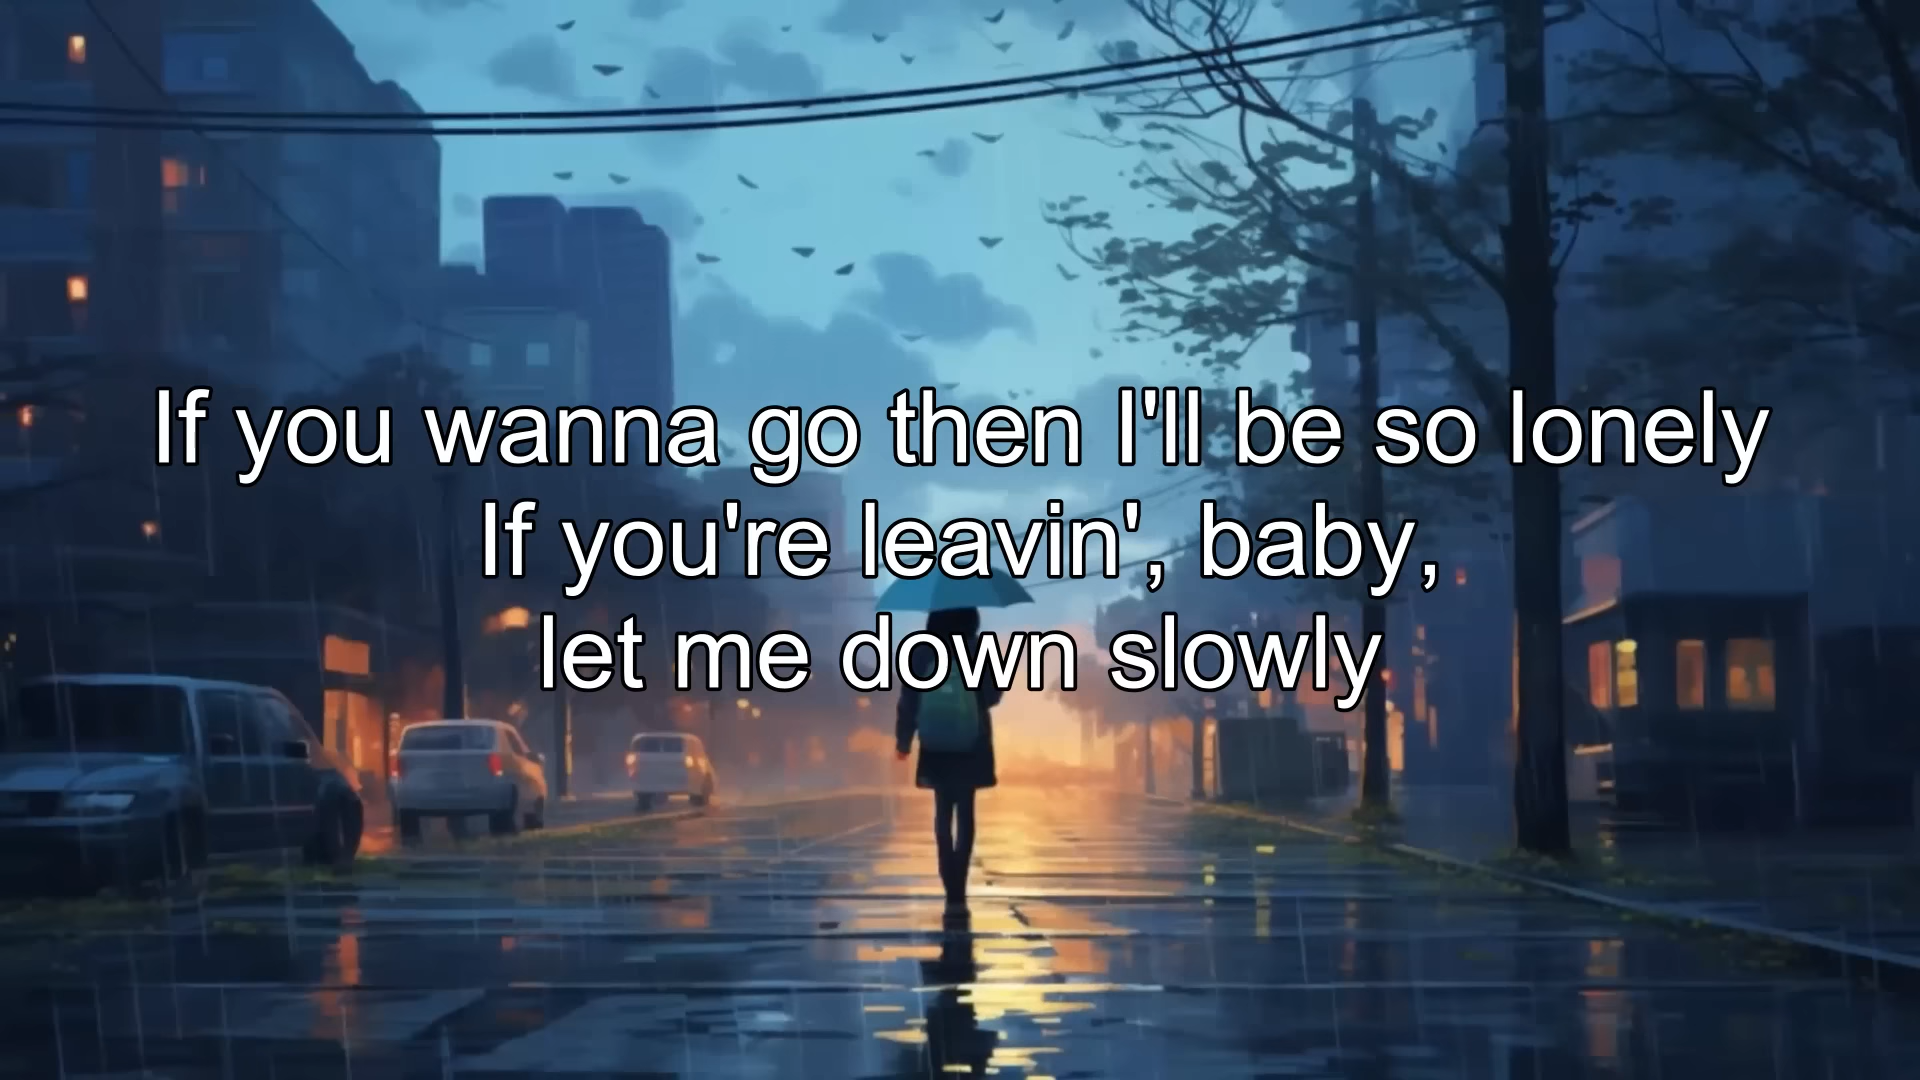 If you wanna go then I'll be so lonely
If you're leavin', baby,
let me down slowly